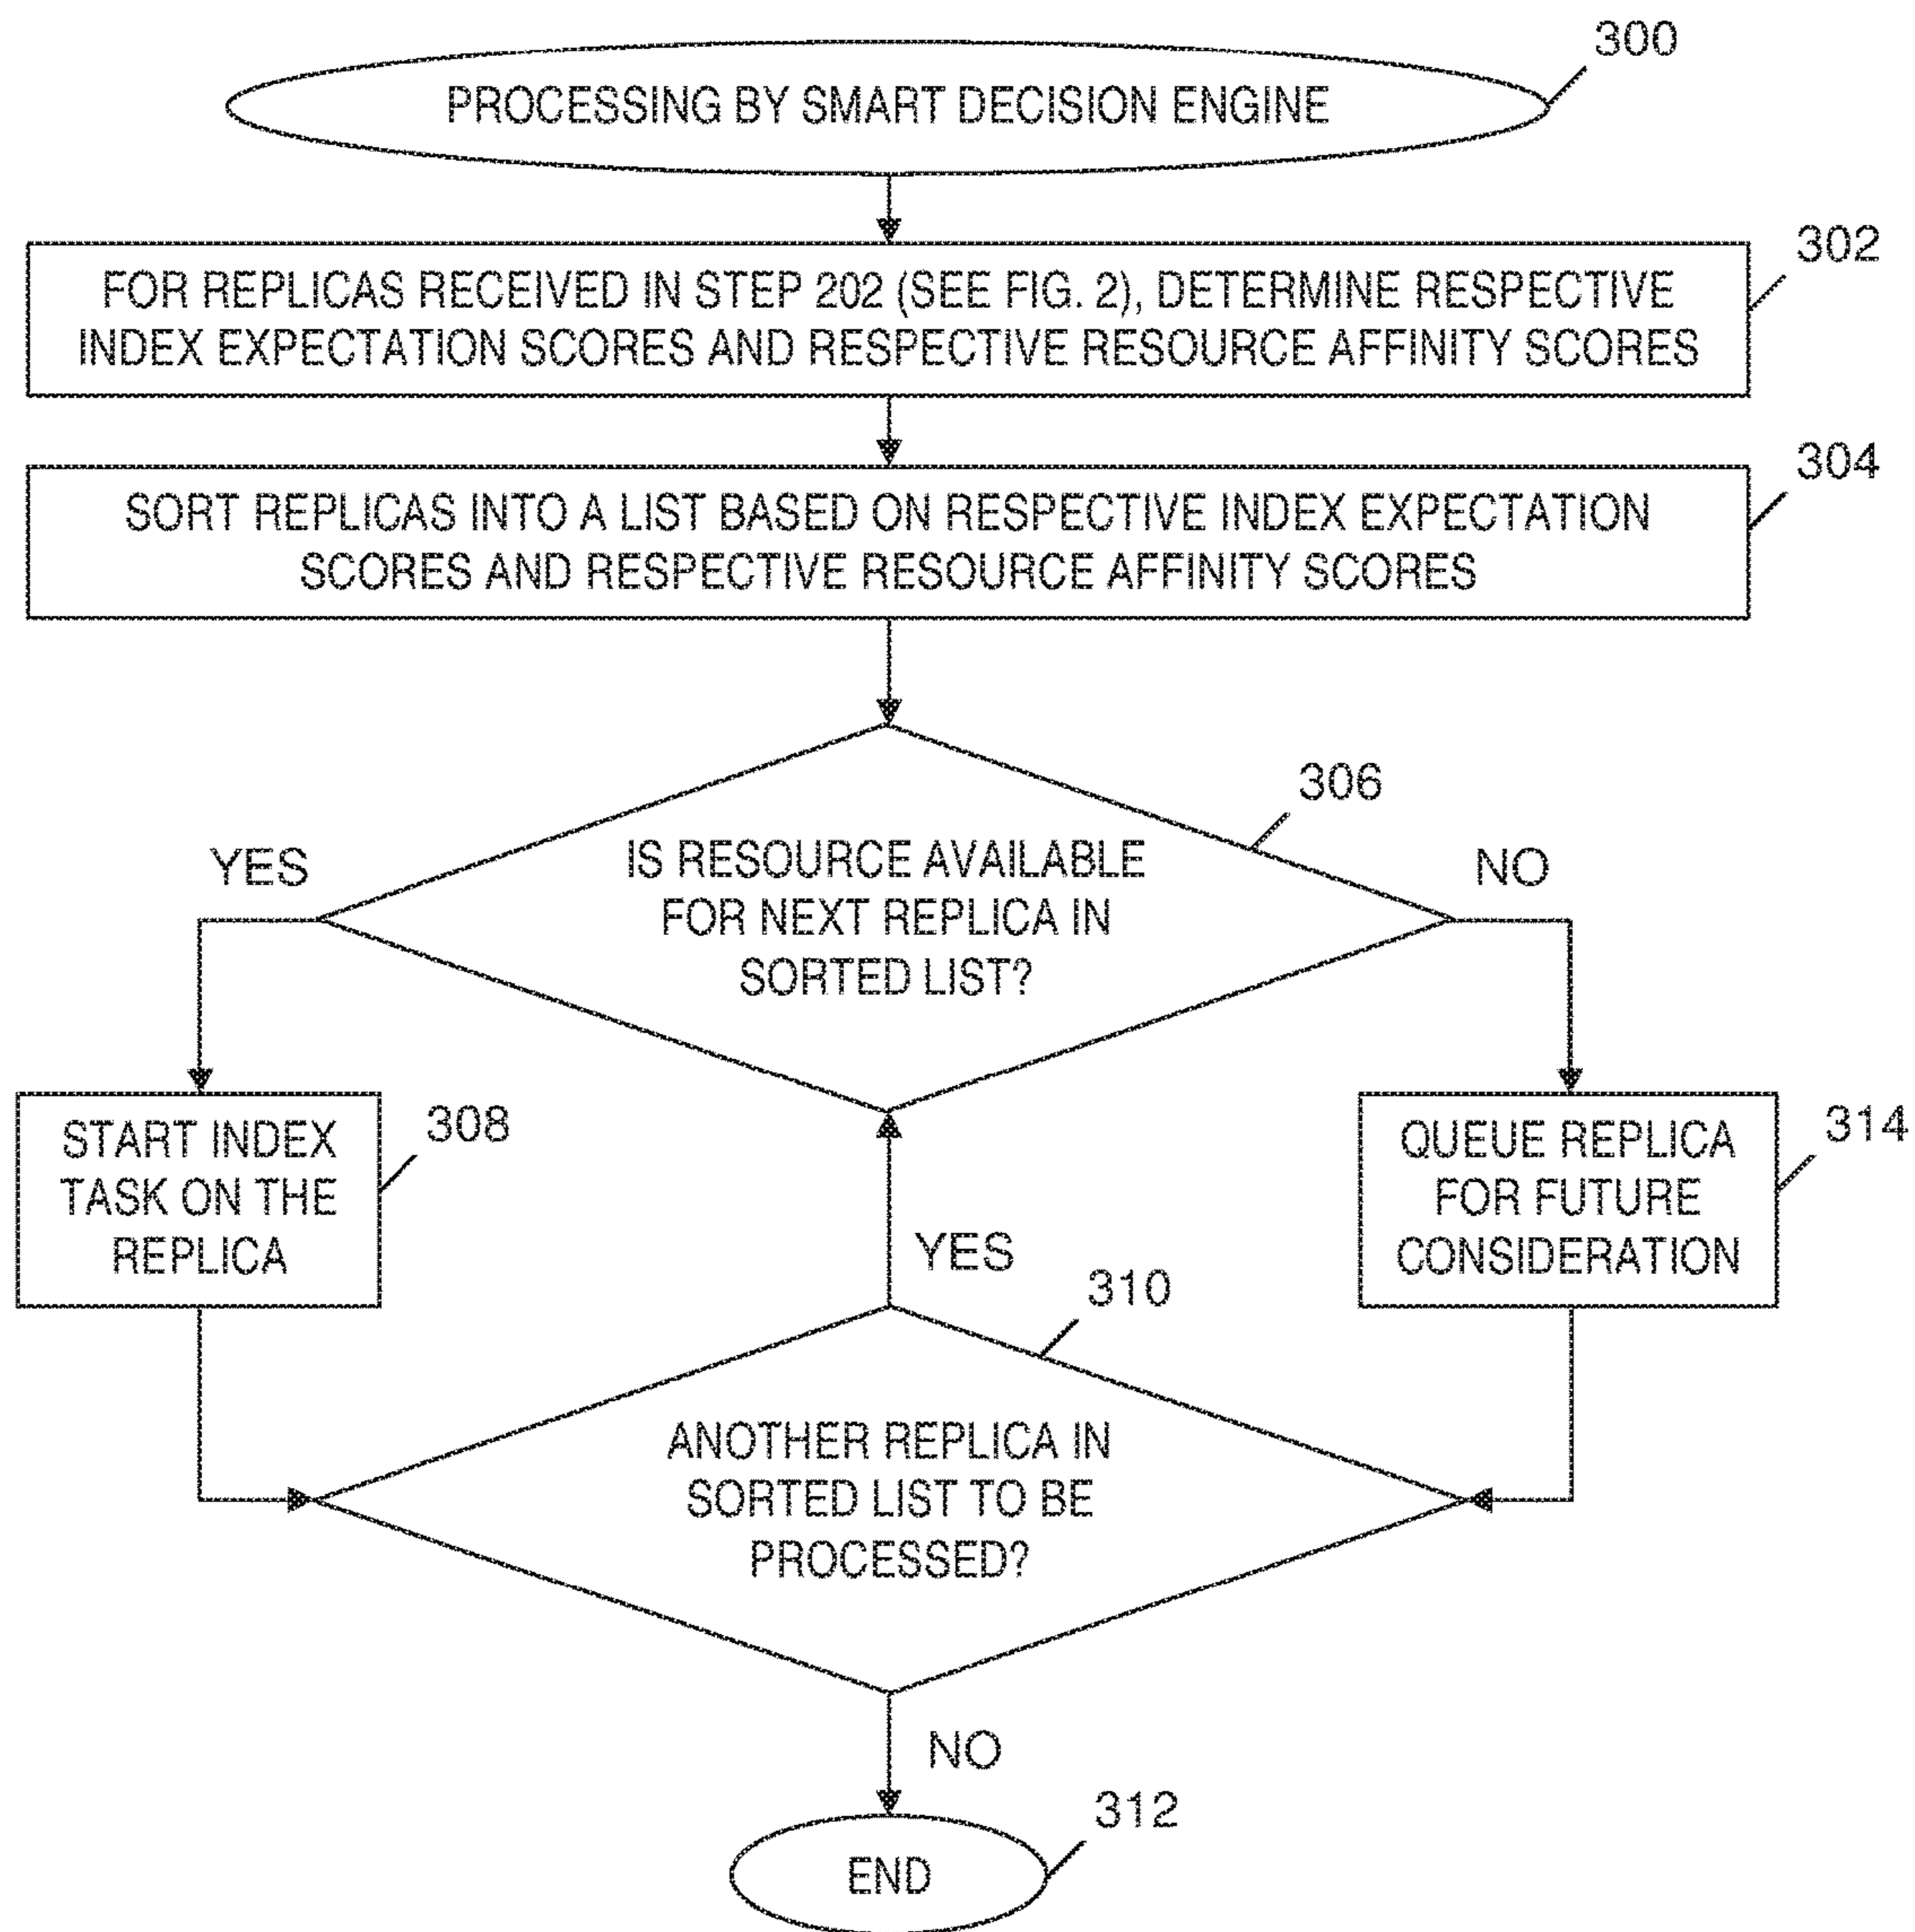 300
PROCESSING BY SMART DECISION ENGINE
302
FOR REPLICAS RECEIVED IN STEP 202 (SEE FIG. 2), DETERMINE RESPECTIVE
INDEX EXPECTATION SCORES AND RESPECTIVE RESOURCE AFFINITY SCORES
304
SORT REPLICAS INTO A LIST BASED ON RESPECTIVE INDEX EXPECTATION
SCORES AND RESPECTIVE RESOURCE AFFINITY SCORES
306
IS RESOURCE AVAILABLE
FOR NEXT REPLICA IN
SORTED LIST?
YES
NO
START INDEX
TASK ON THE
REPLICA
308
QUEUE REPLICA
FOR FUTURE
CONSIDERATION
314
YES
310
ANOTHER REPLICA IN
SORTED LIST TO BE
PROCESSED?
NO
312
END